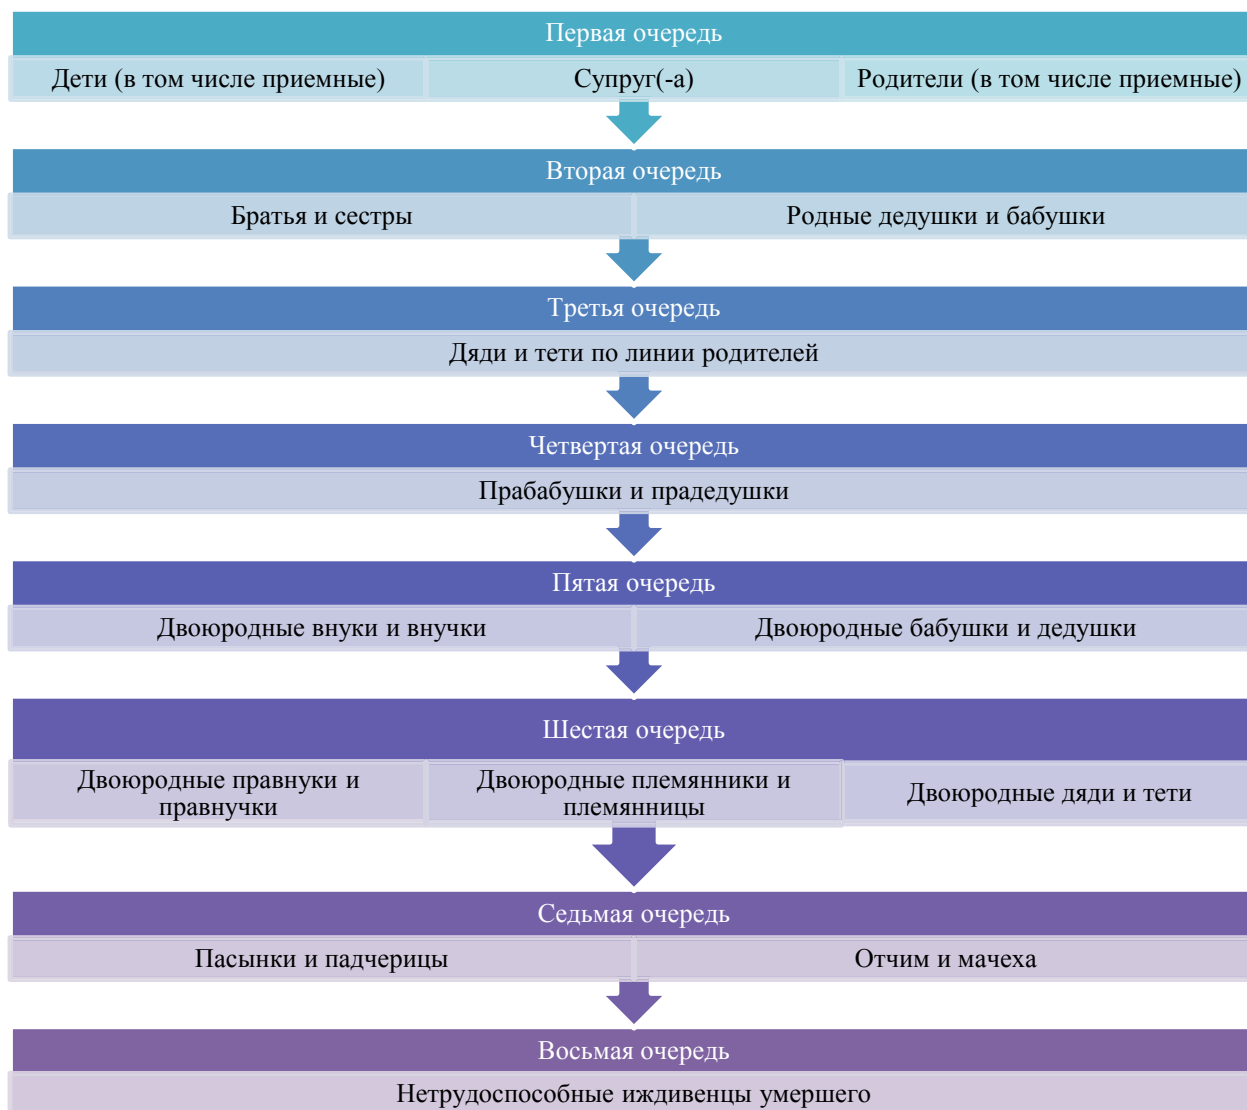 Первая очередь
Дети (в том числе приемные)
Супруг(-а)
Родители (в том числе приемные)
Вторая очередь
Братья и сестры
Родные дедушки и бабушки
Третья очередь
Дяди и тети по линии родителей
Четвертая очередь
Прабабушки и прадедушки
Пятая очередь
Двоюродные внуки и внучки
Двоюродные бабушки и дедушки
Шестая очередь
Двоюродные правнуки и
правнучки
Двоюродные племянники и
племянницы
Двоюродные дяди и тети
Седьмая очередь
Пасынки и падчерицы
Отчим и мачеха
Восьмая очередь
Нетрудоспособные иждивенцы умершего